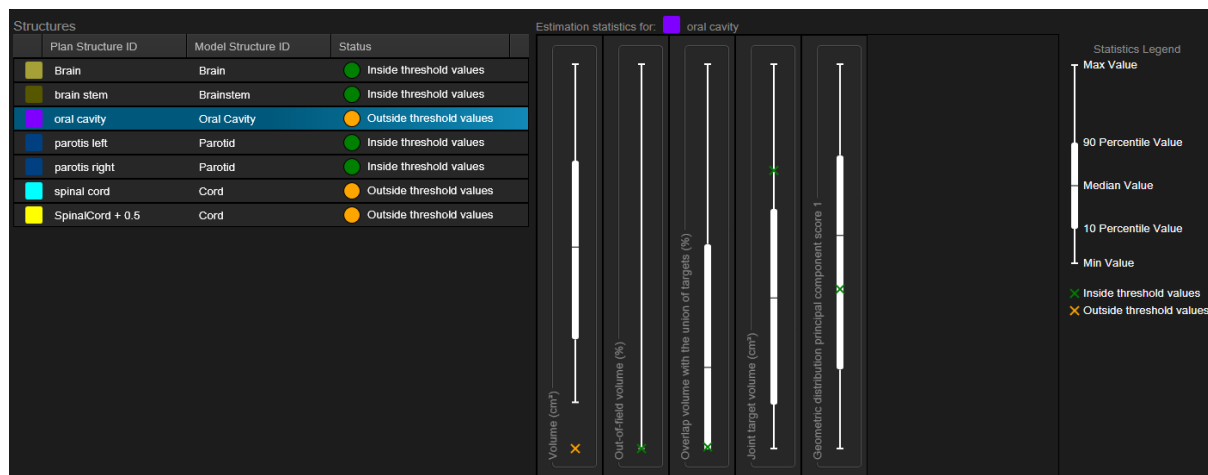 Structures
Plan Structure ID Model Structure ID Status
Brain Brain Inside threshold values
brain stem Brainstem Inside threshold values
oral cavity Oral Cavity Outside threshold values
parotis left Parotid Inside threshold values
parotis right Parotid Inside threshold values
spinal cord Cord Outside threshold values
SpinalCord + 0.5 Cord Outside threshold values
Estimation statistics for: oral cavity
Volume (cm³)
Out-of-field volume (%)
Overlap volume with the union of targets (%)
Joint target volume (cm³)
Geometric distribution principal component score 1
Statistics Legend
Max Value
90 Percentile Value
Median Value
10 Percentile Value
Min Value
Inside threshold values
Outside threshold values